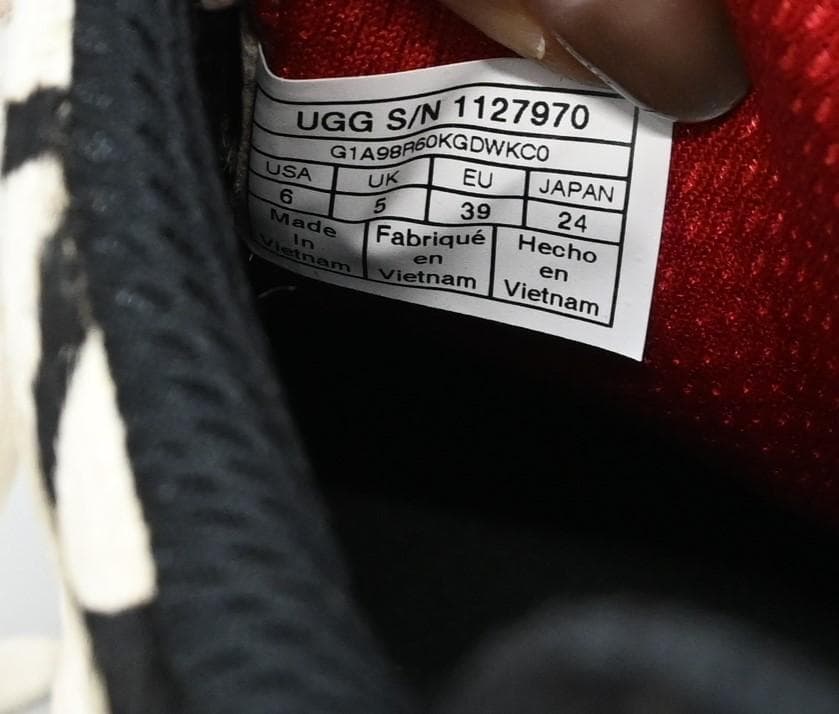 UGG S/N 1127970
G1A98R60KGDWKC0
USA UK EU JAPAN
6 5 39 24
Made In Vietnam
Fabriqué en Vietnam
Hecho en Vietnam